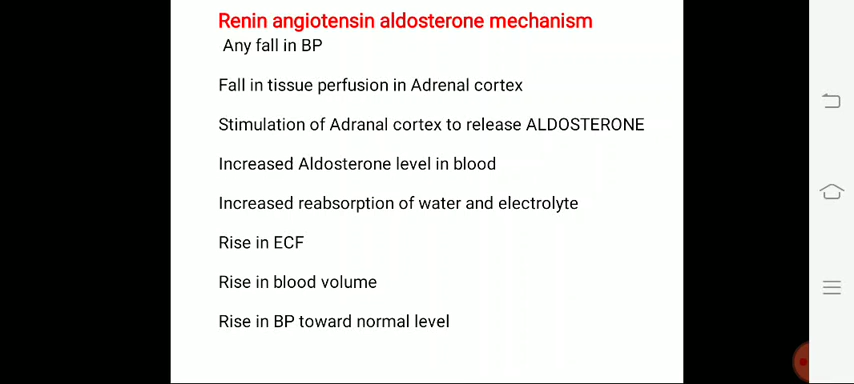 Renin angiotensin aldosterone mechanism
Any fall in BP
Fall in tissue perfusion in Adrenal cortex
Stimulation of Adranal cortex to release ALDOSTERONE
Increased Aldosterone level in blood
Increased reabsorption of water and electrolyte
Rise in ECF
Rise in blood volume
Rise in BP toward normal level